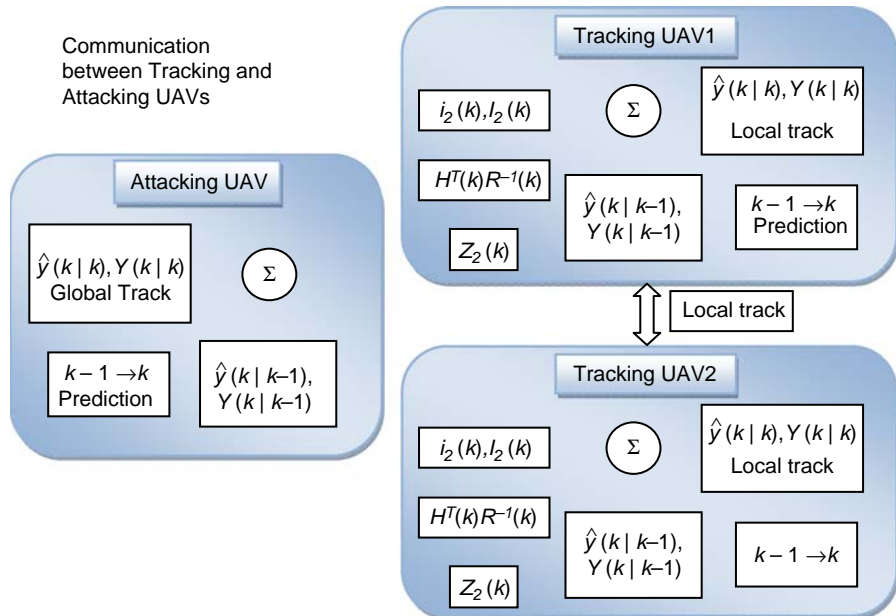 Communication
between Tracking and
Attacking UAVs
Attacking UAV
ŷ (k | k), Y (k | k)
Global Track
Σ
k – 1 → k
Prediction
ŷ (k | k–1),
Y (k | k–1)
Tracking UAV1
i₂ (k), I₂ (k)
Σ
ŷ (k | k), Y (k | k)
Local track
Hᵀ(k)R⁻¹(k)
ŷ (k | k–1),
Y (k | k–1)
k – 1 → k
Prediction
Z₂ (k)
Local track
Tracking UAV2
i₂ (k), I₂ (k)
Σ
ŷ (k | k), Y (k | k)
Local track
Hᵀ(k)R⁻¹(k)
ŷ (k | k–1),
Y (k | k–1)
k – 1 → k
Z₂ (k)